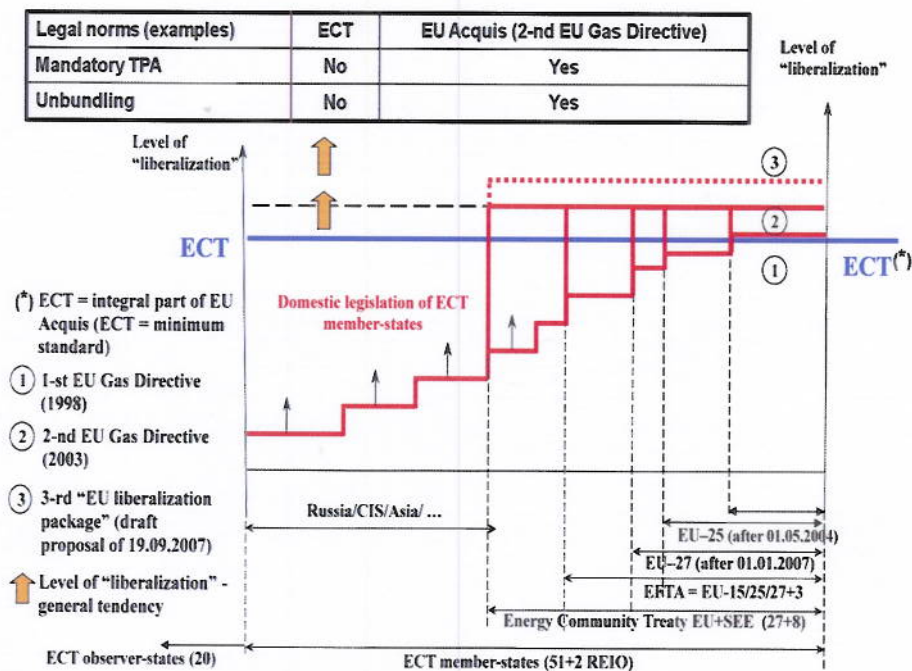 Legal norms (examples) ECT EU Acquis (2-nd EU Gas Directive)
Mandatory TPA No Yes
Unbundling No Yes
Level of
“liberalization”
Level of
“liberalization”
3
2
1
ECT
ECT(*)
Domestic legislation of ECT
member-states
(*) ECT = integral part of EU
Acquis (ECT = minimum
standard)
1 1-st EU Gas Directive
(1998)
2 2-nd EU Gas Directive
(2003)
3 3-rd “EU liberalization
package” (draft
proposal of 19.09.2007)
Level of “liberalization” -
general tendency
Russia/CIS/Asia/ …
EU–25 (after 01.05.2004)
EU–27 (after 01.01.2007)
EFTA = EU-15/25/27+3
Energy Community Treaty EU+SEE (27+8)
ECT observer-states (20)
ECT member-states (51+2 REIO)